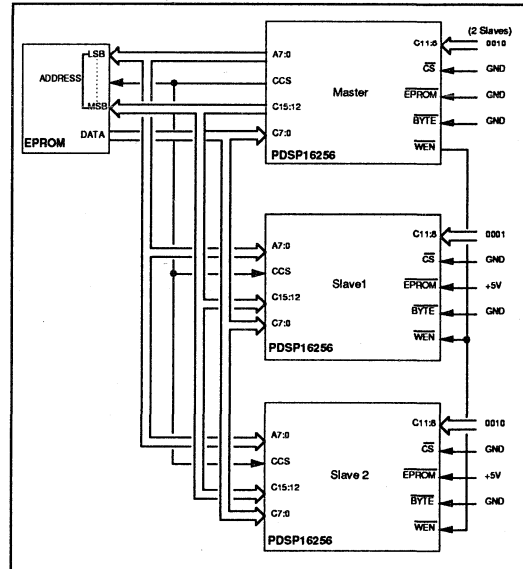 (2 Slaves)
LSB
ADDRESS
MSB
DATA
EPROM
A7:0
CCS
C15:12
C7:0
Master
PDSP16256
C11:8
CS
EPROM
BYTE
WEN
0010
GND
GND
GND
A7:0
CCS
C15:12
C7:0
Slave1
PDSP16256
C11:8
CS
EPROM
BYTE
WEN
0001
GND
+5V
GND
A7:0
CCS
C15:12
C7:0
Slave 2
PDSP16256
C11:8
CS
EPROM
BYTE
WEN
0010
GND
+5V
GND